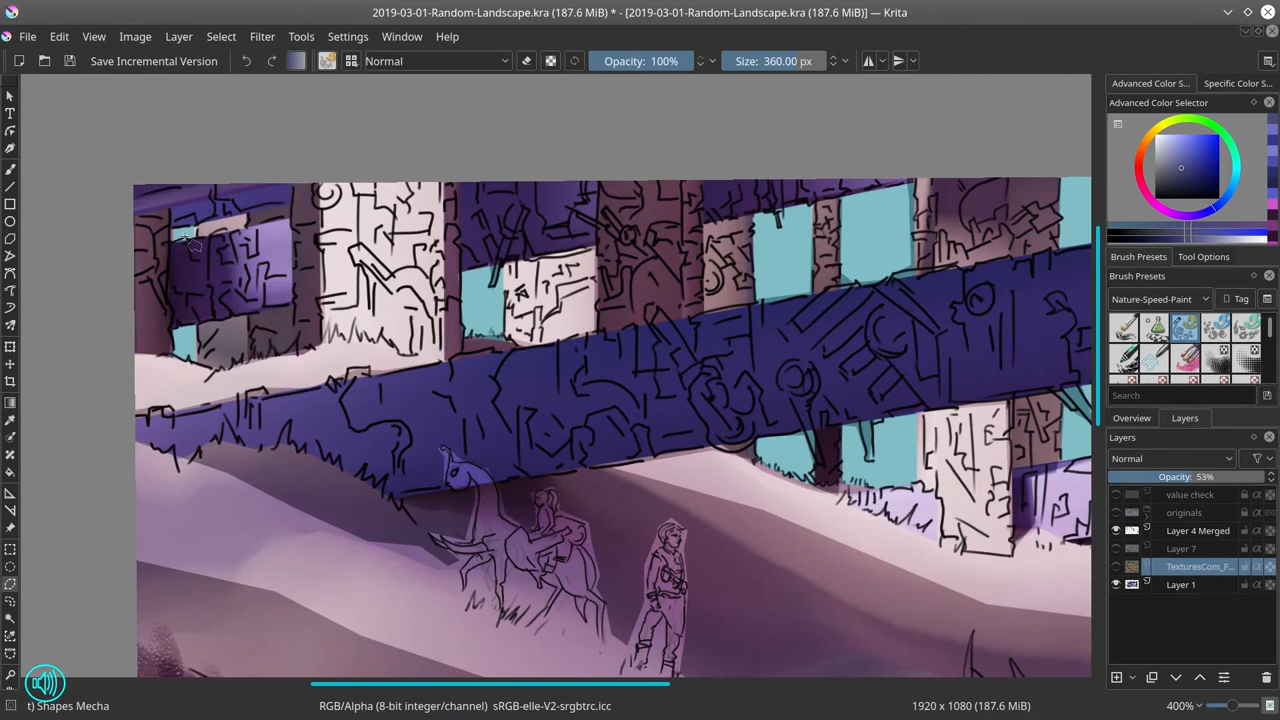 2019-03-01-Random-Landscape.kra (187.6 MiB) * - [2019-03-01-Random-Landscape.kra (187.6 MiB)] — Krita
File Edit View Image Layer Select Filter Tools Settings Window Help
Save Incremental Version Normal Opacity: 100% Size: 360.00 px
Advanced Color S... Specific Color S...
Advanced Color Selector
Brush Presets Tool Options
Brush Presets
Nature-Speed-Paint Tag
Search
Overview Layers
Layers
Normal
Opacity: 53%
value check
originals
Layer 4 Merged
Layer 7
TexturesCom_F...
Layer 1
t) Shapes Mecha RGB/Alpha (8-bit integer/channel) sRGB-elle-V2-srgbtrc.icc 1920 x 1080 (187.6 MiB) 400%